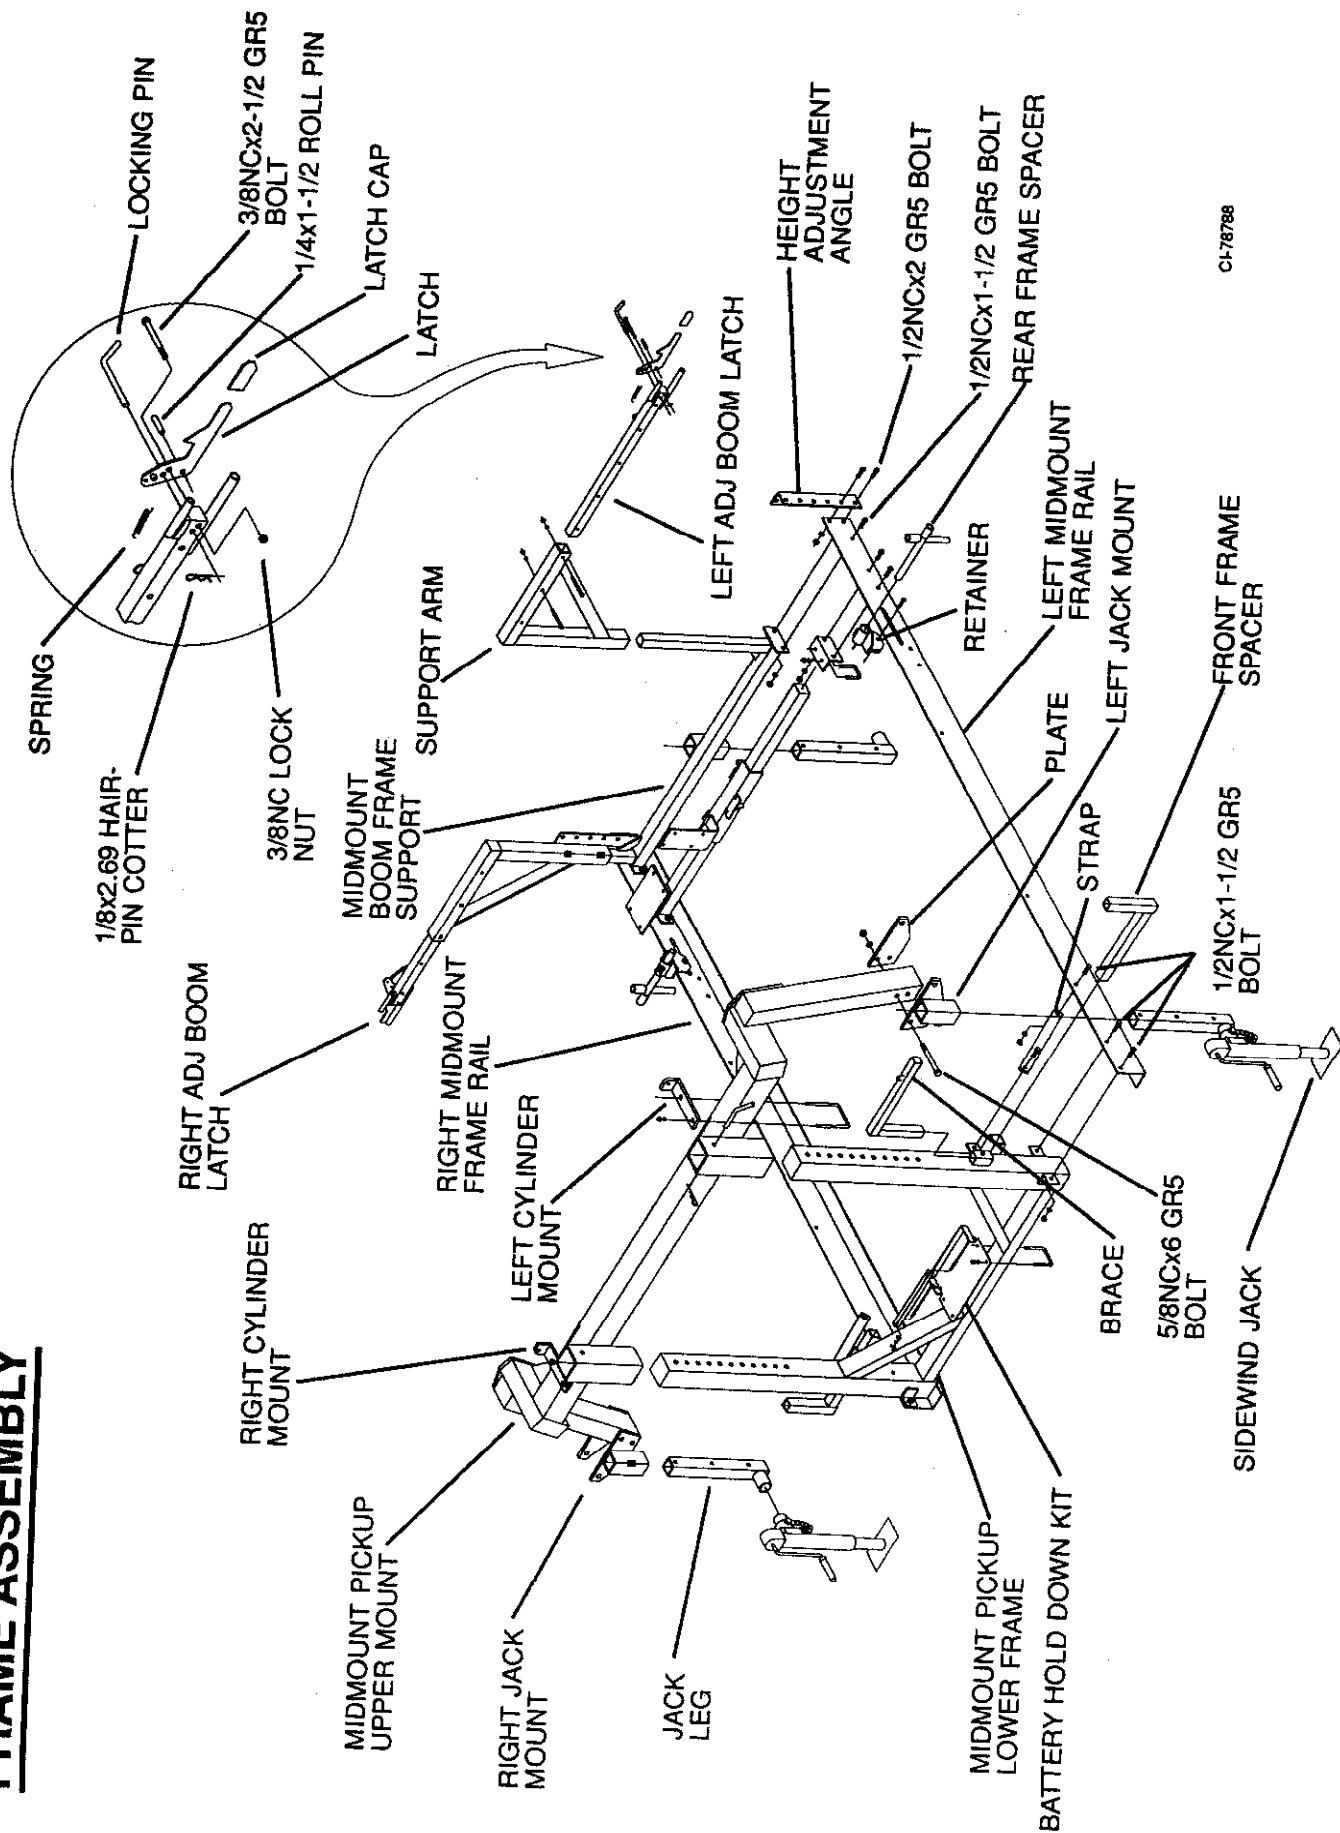 FRAME ASSEMBLY
SPRING
1/8x2.69 HAIR-
PIN COTTER
3/8NC LOCK
NUT
LOCKING PIN
3/8NCx2-1/2 GR5
BOLT
1/4x1-1/2 ROLL PIN
LATCH CAP
LATCH
MIDMOUNT
BOOM FRAME
SUPPORT
SUPPORT ARM
LEFT ADJ BOOM LATCH
HEIGHT
ADJUSTMENT
ANGLE
1/2NCx2 GR5 BOLT
1/2NCx1-1/2 GR5 BOLT
REAR FRAME SPACER
RETAINER
LEFT MIDMOUNT
FRAME RAIL
LEFT JACK MOUNT
PLATE
FRONT FRAME
SPACER
STRAP
1/2NCx1-1/2 GR5
BOLT
RIGHT ADJ BOOM
LATCH
RIGHT MIDMOUNT
FRAME RAIL
LEFT CYLINDER
MOUNT
RIGHT CYLINDER
MOUNT
MIDMOUNT PICKUP
UPPER MOUNT
RIGHT JACK
MOUNT
JACK
LEG
MIDMOUNT PICKUP
LOWER FRAME
BATTERY HOLD DOWN KIT
BRACE
5/8NCx6 GR5
BOLT
SIDEWIND JACK
CI-78788